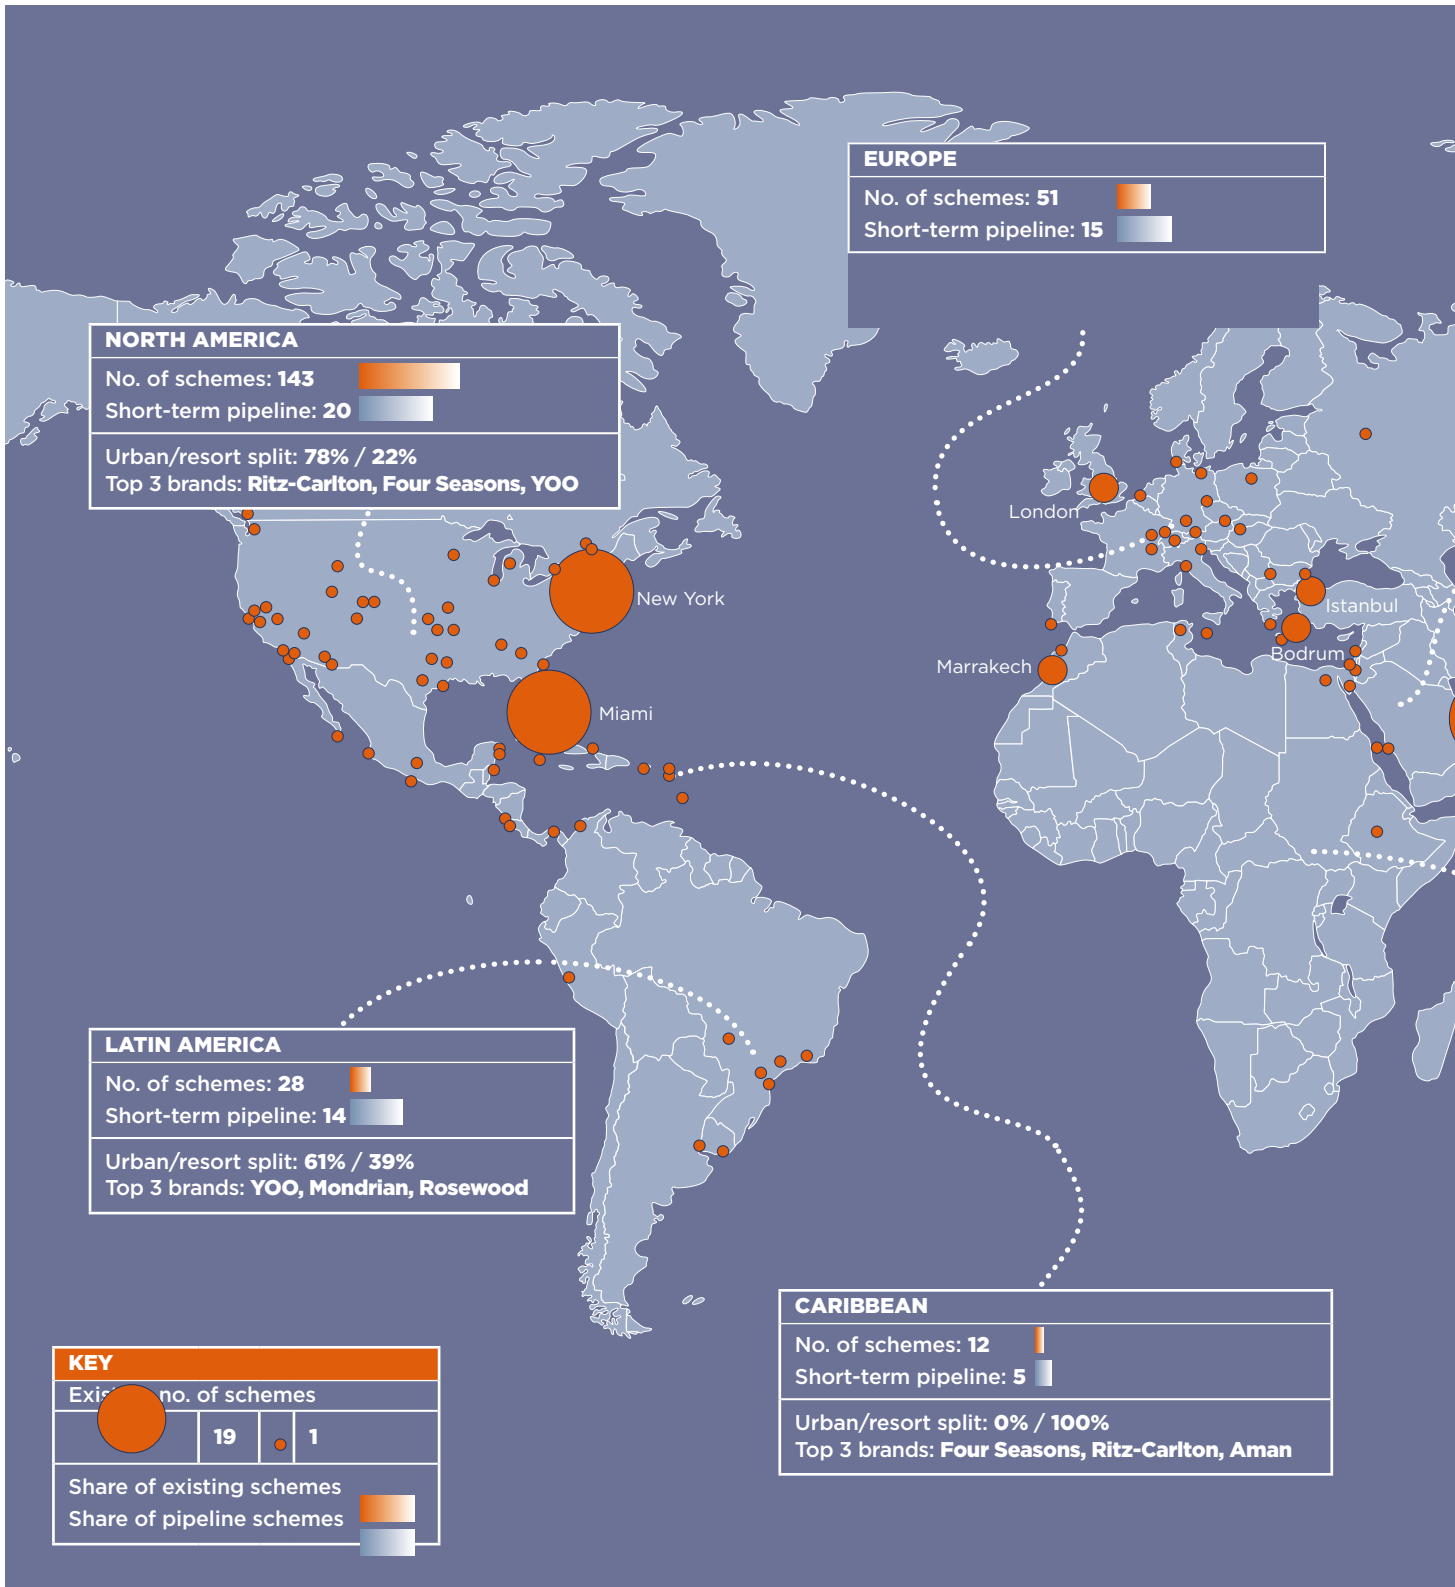 EUROPE
No. of schemes: 51
Short-term pipeline: 15
NORTH AMERICA
No. of schemes: 143
Short-term pipeline: 20
Urban/resort split: 78% / 22%
Top 3 brands: Ritz-Carlton, Four Seasons, YOO
London
New York
Istanbul
Bodrum
Marrakech
Miami
LATIN AMERICA
No. of schemes: 28
Short-term pipeline: 14
Urban/resort split: 61% / 39%
Top 3 brands: YOO, Mondrian, Rosewood
CARIBBEAN
No. of schemes: 12
Short-term pipeline: 5
Urban/resort split: 0% / 100%
Top 3 brands: Four Seasons, Ritz-Carlton, Aman
KEY
no. of schemes
19
1
Share of existing schemes
Share of pipeline schemes